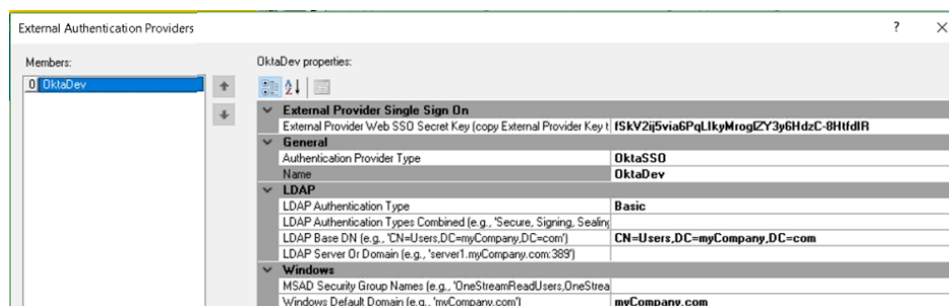 External Authentication Providers
? ×
Members:
0 OktaDev
OktaDev properties:
External Provider Single Sign On
External Provider Web SSO Secret Key (copy External Provider Key t
General
Authentication Provider Type OktaSSO
Name OktaDev
LDAP
LDAP Authentication Type Basic
LDAP Authentication Types Combined (e.g., 'Secure, Signing, Sealing
LDAP Base DN (e.g., 'CN=Users,DC=myCompany,DC=com') CN=Users,DC=myCompany,DC=com
LDAP Server Or Domain (e.g., 'server1.myCompany.com:389')
Windows
MSAD Security Group Names (e.g., 'OneStreamReadUsers,OneStrea
Windows Default Domain (e.g., 'myCompany.com') myCompany.com